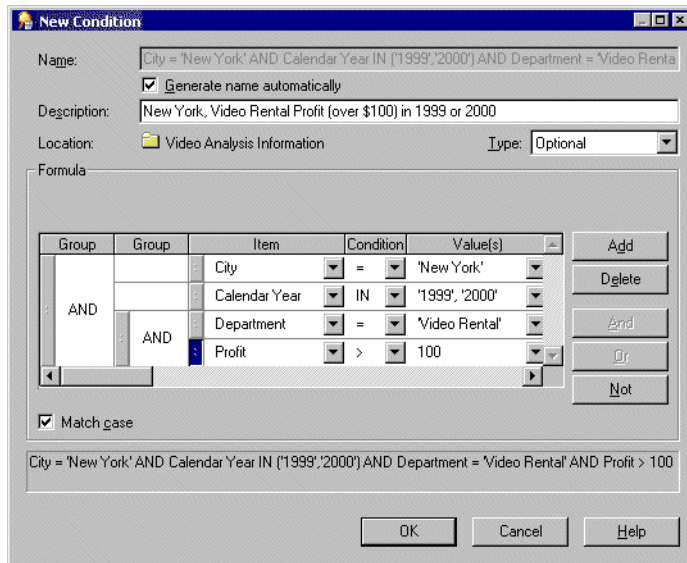 New Condition
Name: City = 'New York' AND Calendar Year IN ('1999','2000') AND Department = 'Video Renta
Generate name automatically
Description: New York, Video Rental Profit (over $100) in 1999 or 2000
Location: Video Analysis Information Type: Optional
Formula
Group Group Item Condition Value(s) Add
City = 'New York'
Delete
Calendar Year IN '1999', '2000'
AND
Department = 'Video Rental' And
AND
Profit > 100 Or
Not
Match case
City = 'New York' AND Calendar Year IN ('1999','2000') AND Department = 'Video Rental' AND Profit > 100
OK Cancel Help